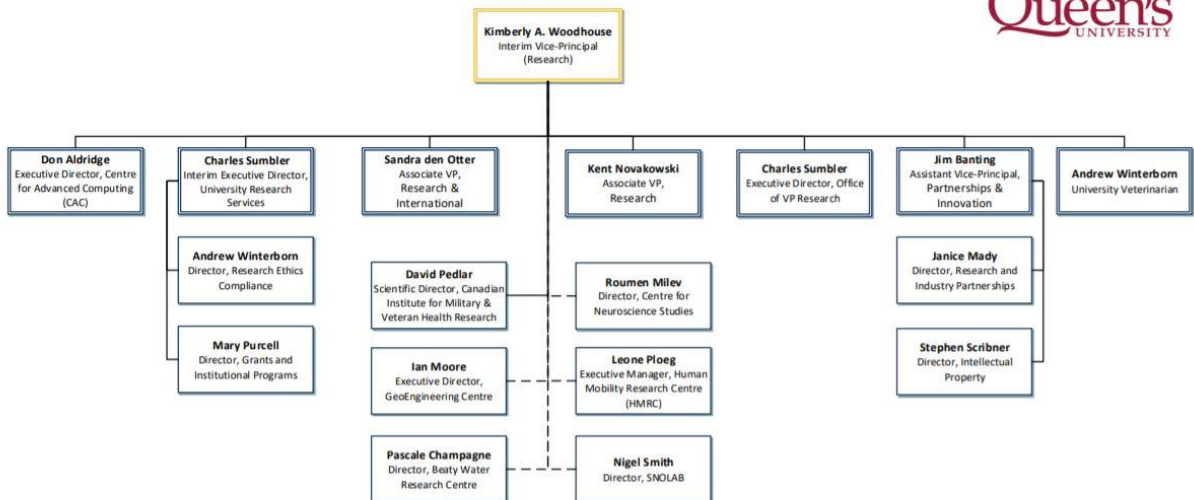 Queen's
UNIVERSITY
Kimberly A. Woodhouse
Interim Vice-Principal
(Research)
Don Aldridge
Executive Director, Centre
for Advanced Computing
(CAC)
Charles Sumbler
Interim Executive Director,
University Research
Services
Sandra den Otter
Associate VP,
Research &
International
Kent Novakowski
Associate VP,
Research
Charles Sumbler
Executive Director, Office
of VP Research
Jim Banting
Assistant Vice-Principal,
Partnerships &
Innovation
Andrew Winterborn
University Veterinarian
Andrew Winterborn
Director, Research Ethics
Compliance
David Pedlar
Scientific Director, Canadian
Institute for Military &
Veteran Health Research
Roumen Milev
Director, Centre for
Neuroscience Studies
Janice Mady
Director, Research and
Industry Partnerships
Mary Purcell
Director, Grants and
Institutional Programs
Ian Moore
Executive Director,
GeoEngineering Centre
Leone Ploeg
Executive Manager, Human
Mobility Research Centre
(HMRC)
Stephen Scribner
Director, Intellectual
Property
Pascale Champagne
Director, Beaty Water
Research Centre
Nigel Smith
Director, SNOLAB